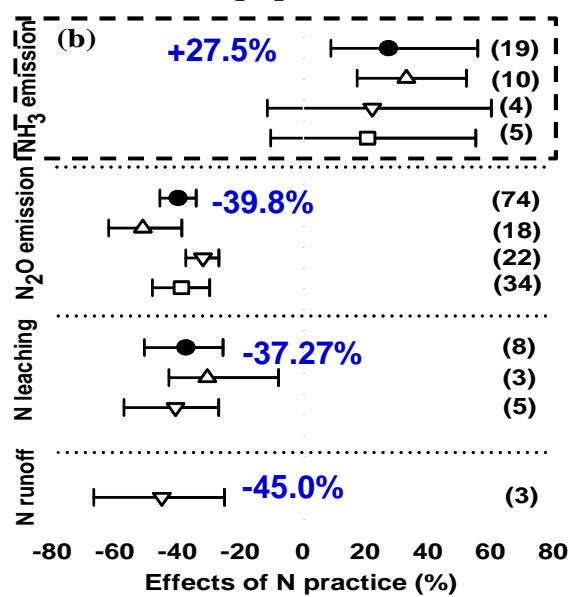 (b)
+27.5%
(19)
(10)
(4)
(5)
NH3 emission
-39.8%
(74)
(18)
(22)
(34)
N2O emission
-37.27%
(8)
(3)
(5)
N leaching
-45.0%
(3)
N runoff
-80 -60 -40 -20 0 20 40 60 80
Effects of N practice (%)